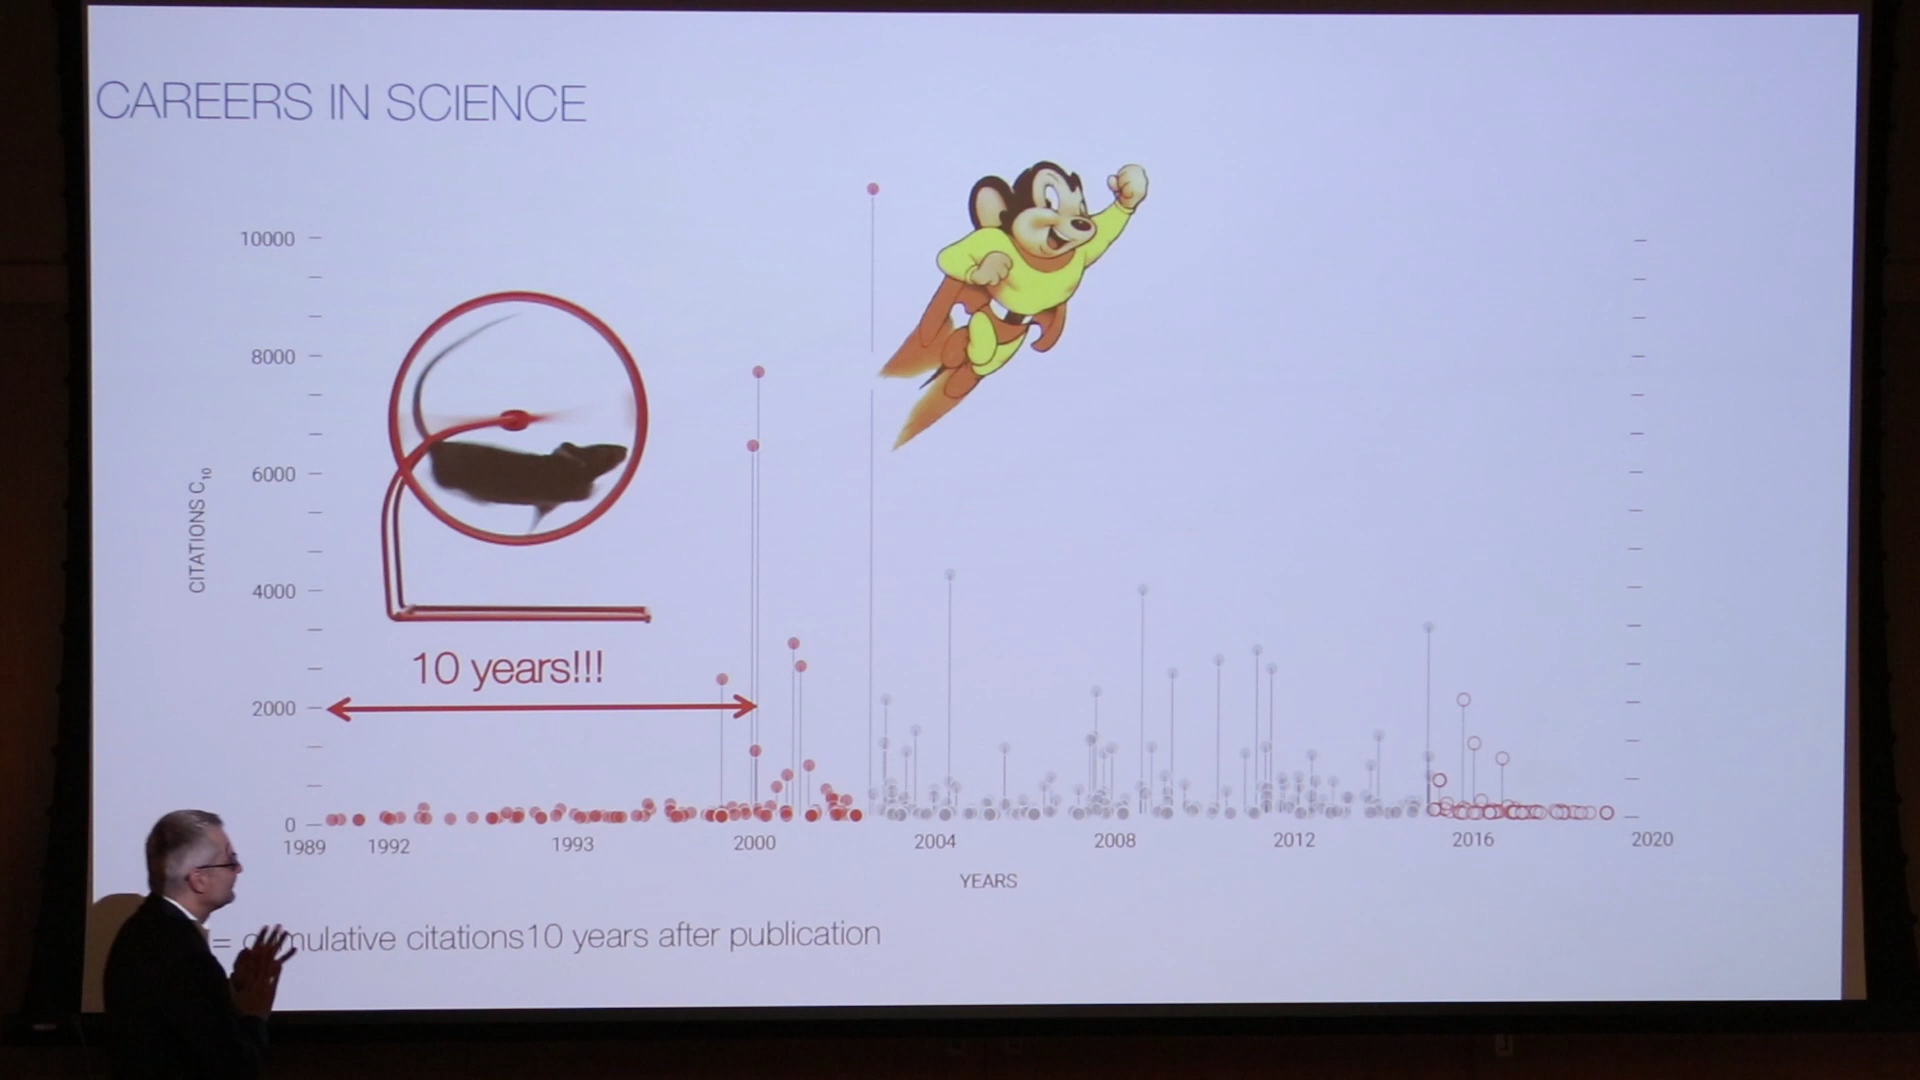 CAREERS IN SCIENCE
10000
8000
6000
4000
2000
0
CITATIONS C10
10 years!!!
1989 1992 1993 2000 2004 2008 2012 2016 2020
YEARS
= cumulative citations10 years after publication